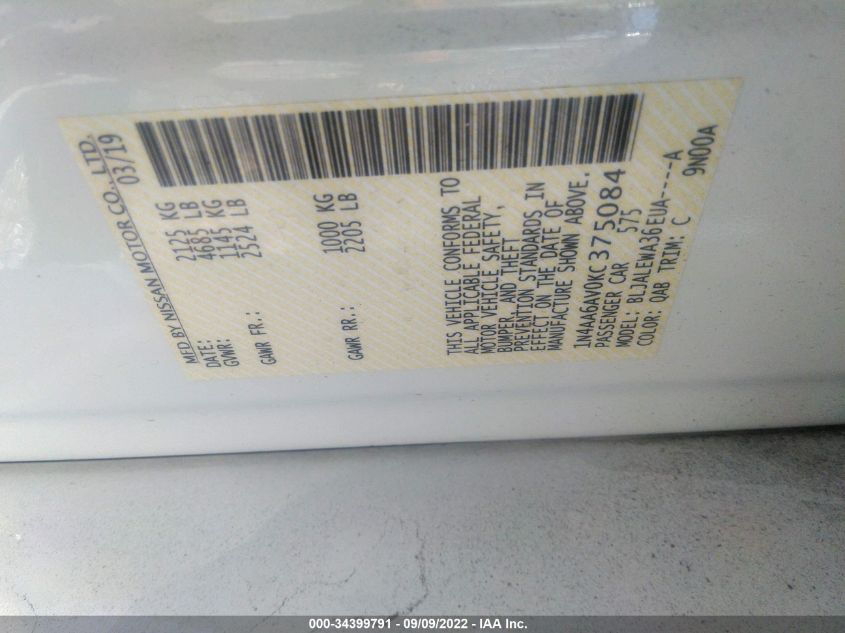 MFD BY NISSAN MOTOR CO., LTD.
DATE: 03/19
GVWR: 2125 KG
4685 LB
GAWR FR.: 1145 KG
2524 LB
GAWR RR.: 1000 KG
2205 LB
THIS VEHICLE CONFORMS TO
ALL APPLICABLE FEDERAL
MOTOR VEHICLE SAFETY,
BUMPER, AND THEFT
PREVENTION STANDARDS IN
EFFECT ON THE DATE OF
MANUFACTURE SHOWN ABOVE.
1N4AA6AV0KC375084
PASSENGER CAR 575
MODEL: BLJALEWA36EUA-----A
COLOR: QAB TRIM: C 9N00A
000-34399791 - 09/09/2022 - IAA Inc.